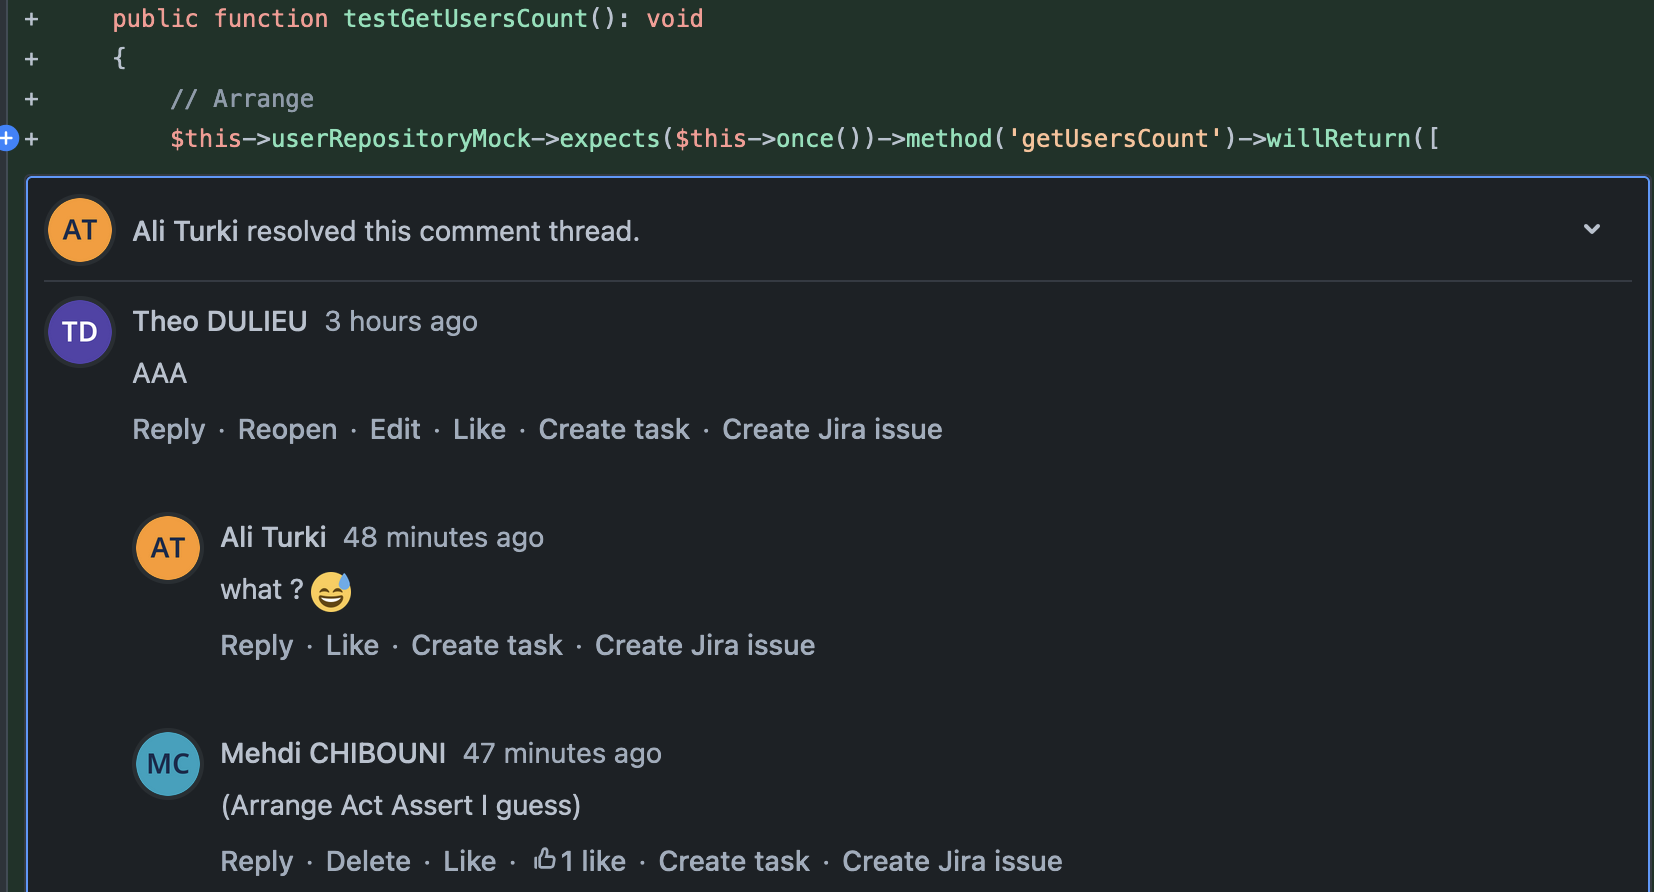 + public function testGetUsersCount(): void
+ {
+ // Arrange
+ + $this->userRepositoryMock->expects($this->once())->method('getUsersCount')->willReturn([
AT Ali Turki resolved this comment thread.
TD Theo DULIEU 3 hours ago
AAA
Reply · Reopen · Edit · Like · Create task · Create Jira issue
AT Ali Turki 48 minutes ago
what ? 😅
Reply · Like · Create task · Create Jira issue
MC Mehdi CHIBOUNI 47 minutes ago
(Arrange Act Assert I guess)
Reply · Delete · Like · 1 like · Create task · Create Jira issue